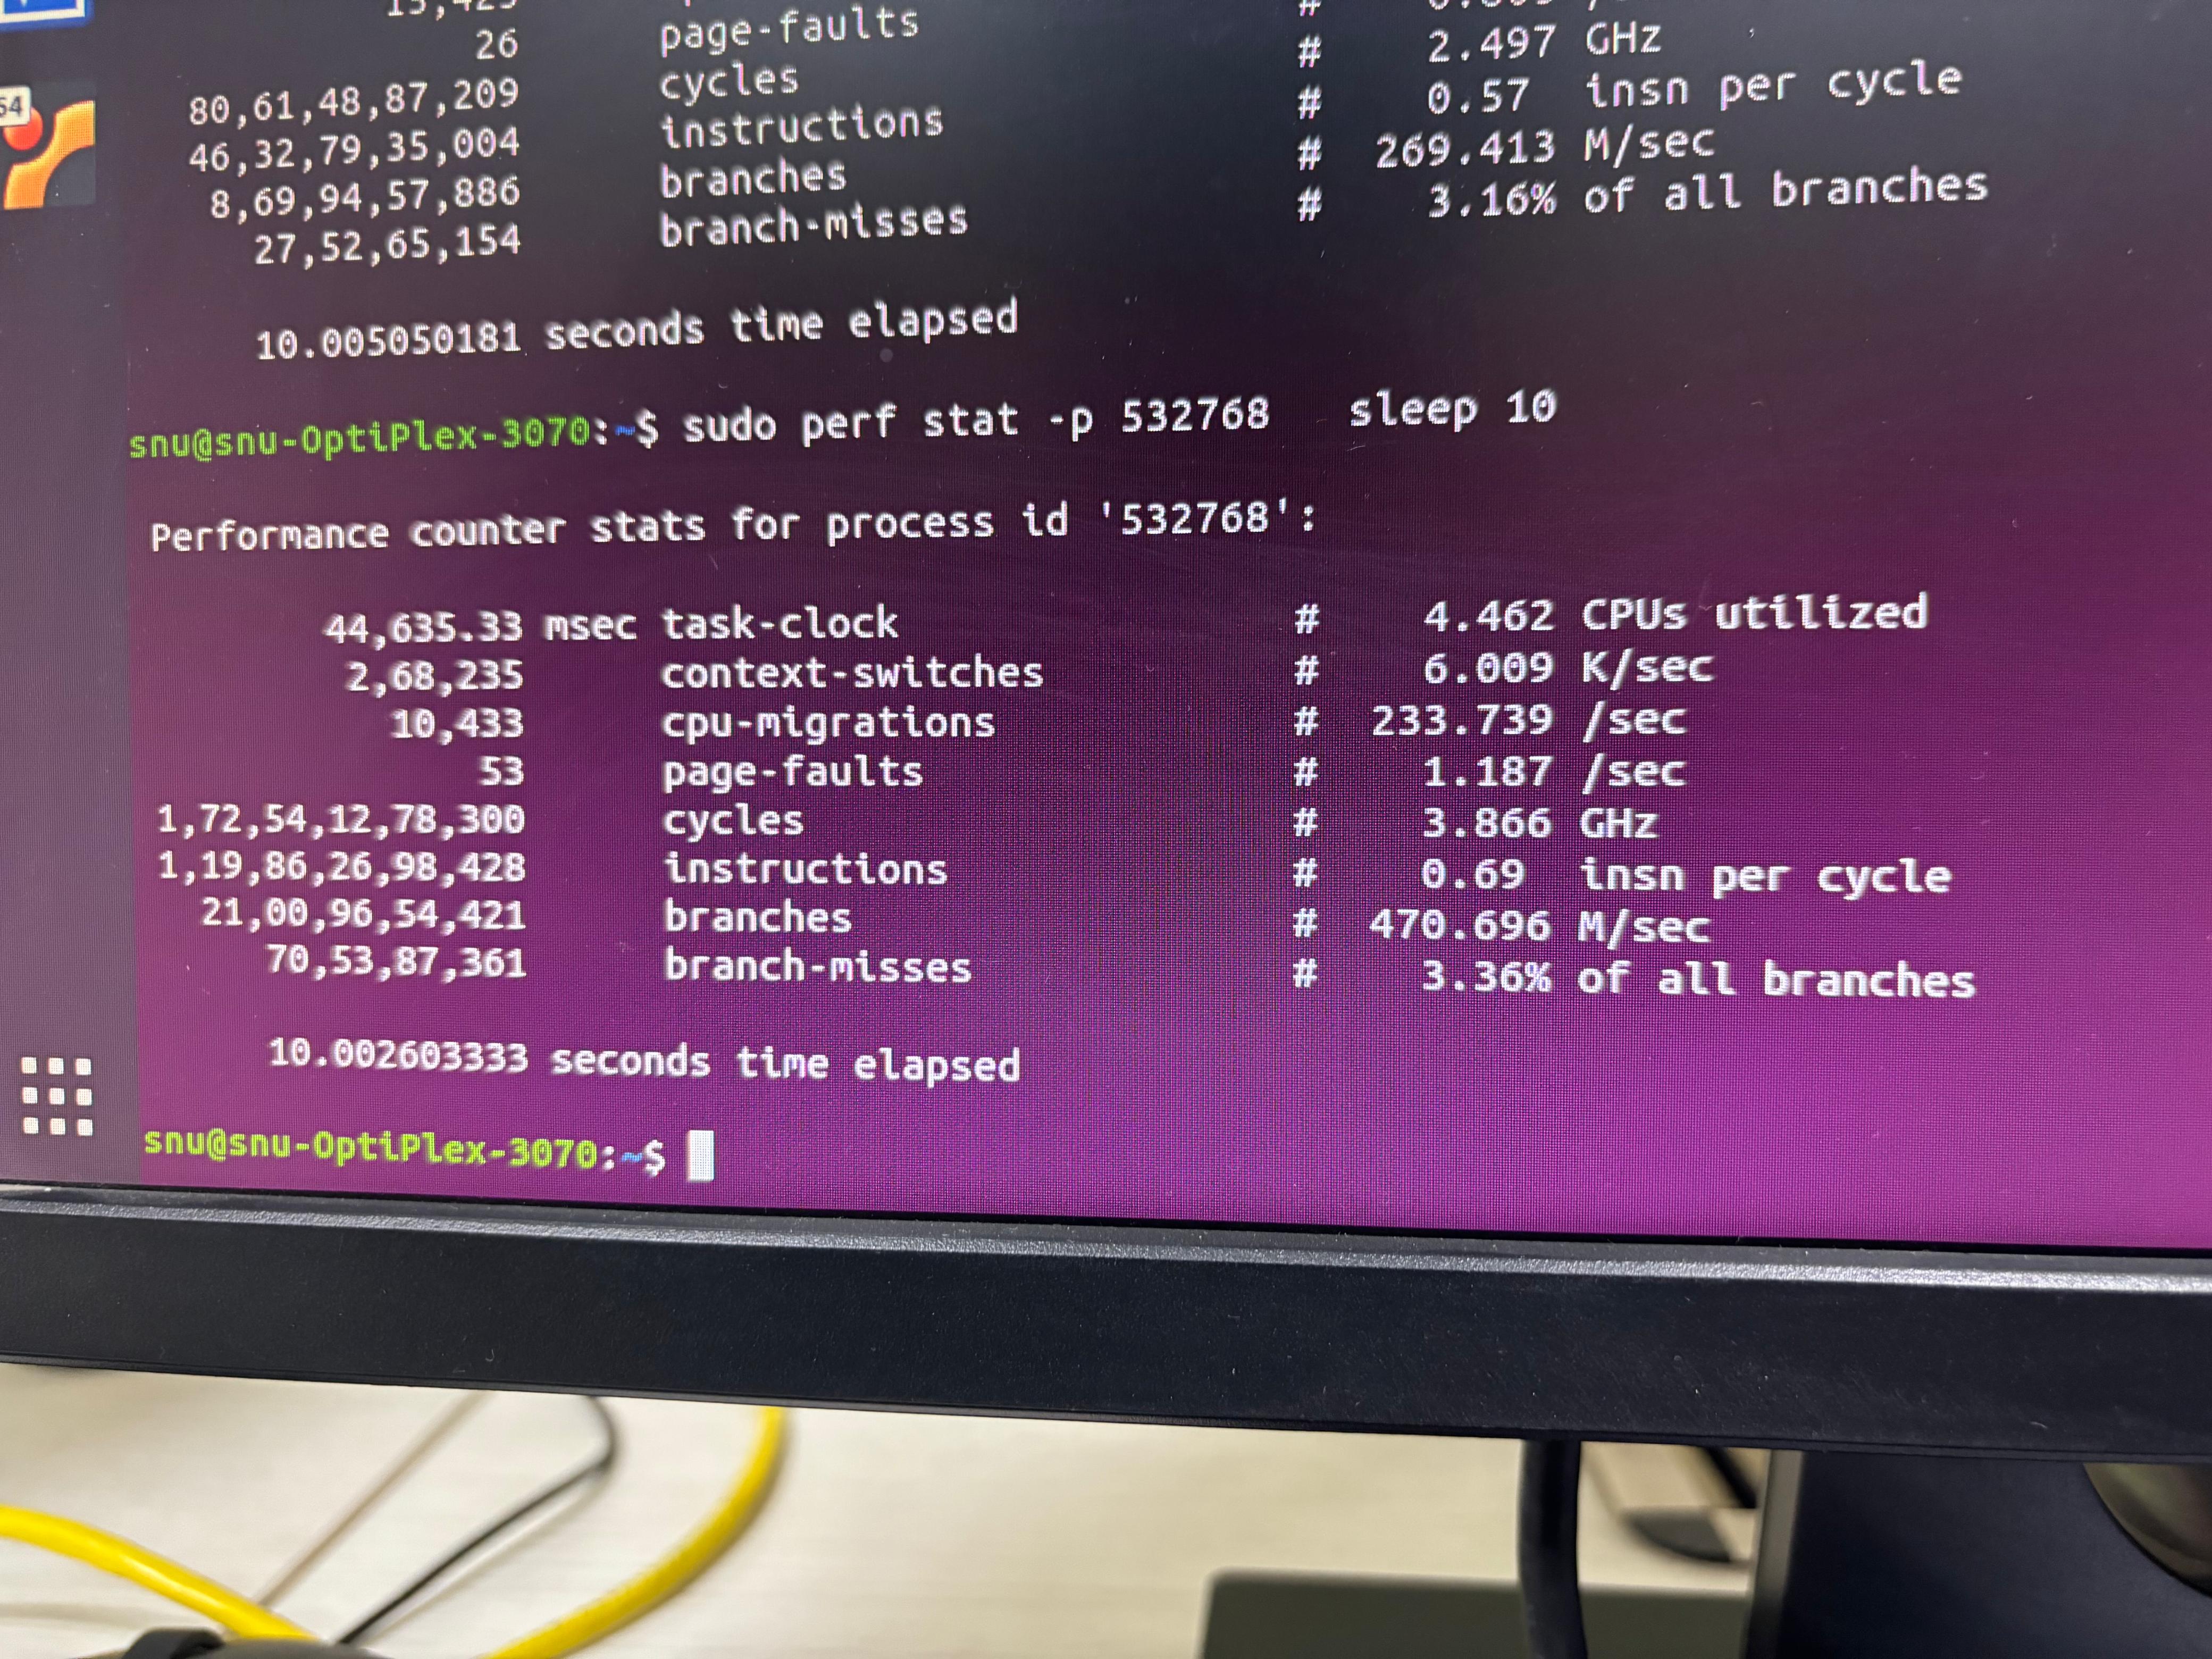 26 page-faults # 2.497 GHz
80,61,48,87,209 cycles # 0.57 insn per cycle
46,32,79,35,004 instructions # 269.413 M/sec
8,69,94,57,886 branches # 3.16% of all branches
27,52,65,154 branch-misses
10.005050181 seconds time elapsed
snu@snu-OptiPlex-3070:~$ sudo perf stat -p 532768 sleep 10
Performance counter stats for process id '532768':
44,635.33 msec task-clock # 4.462 CPUs utilized
2,68,235 context-switches # 6.009 K/sec
10,433 cpu-migrations # 233.739 /sec
53 page-faults # 1.187 /sec
1,72,54,12,78,300 cycles # 3.866 GHz
1,19,86,26,98,428 instructions # 0.69 insn per cycle
21,00,96,54,421 branches # 470.696 M/sec
70,53,87,361 branch-misses # 3.36% of all branches
10.002603333 seconds time elapsed
snu@snu-OptiPlex-3070:~$